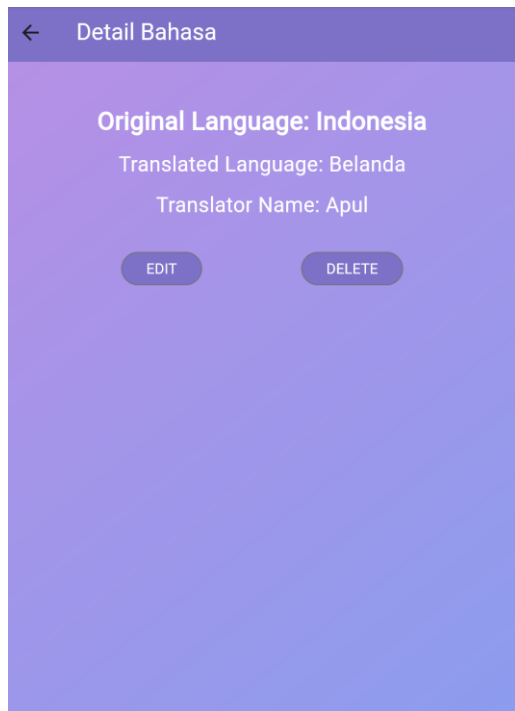 Detail Bahasa
Original Language: Indonesia
Translated Language: Belanda
Translator Name: Apul
EDIT DELETE